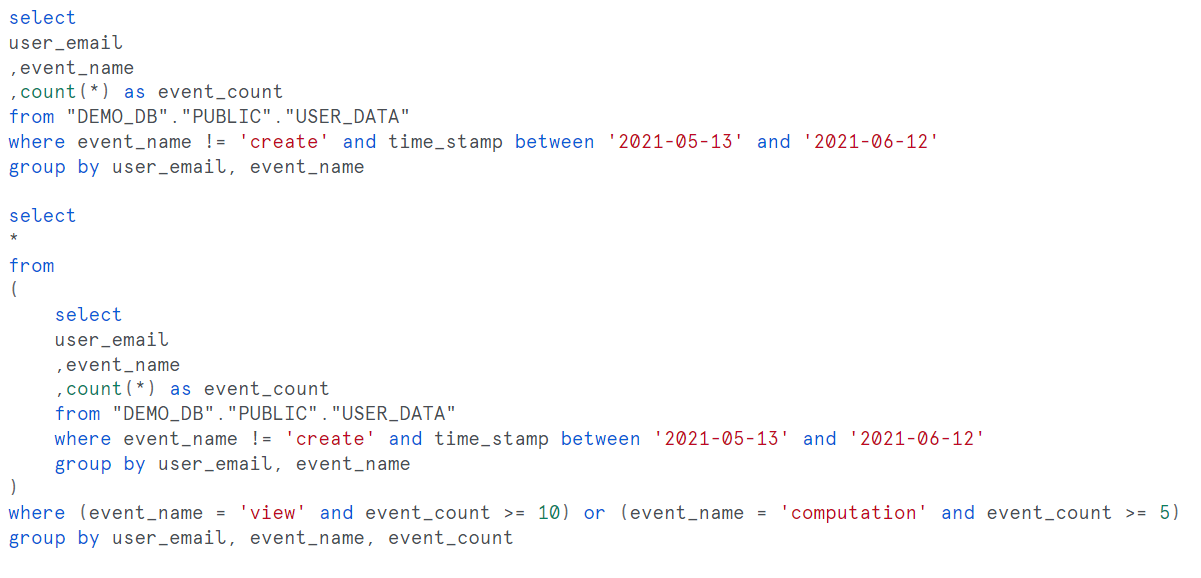 select
user_email
,event_name
,count(*) as event_count
from "DEMO_DB"."PUBLIC"."USER_DATA"
where event_name != 'create' and time_stamp between '2021-05-13' and '2021-06-12'
group by user_email, event_name

select
*
from
(
    select
    user_email
    ,event_name
    ,count(*) as event_count
    from "DEMO_DB"."PUBLIC"."USER_DATA"
    where event_name != 'create' and time_stamp between '2021-05-13' and '2021-06-12'
    group by user_email, event_name
)
where (event_name = 'view' and event_count >= 10) or (event_name = 'computation' and event_count >= 5)
group by user_email, event_name, event_count